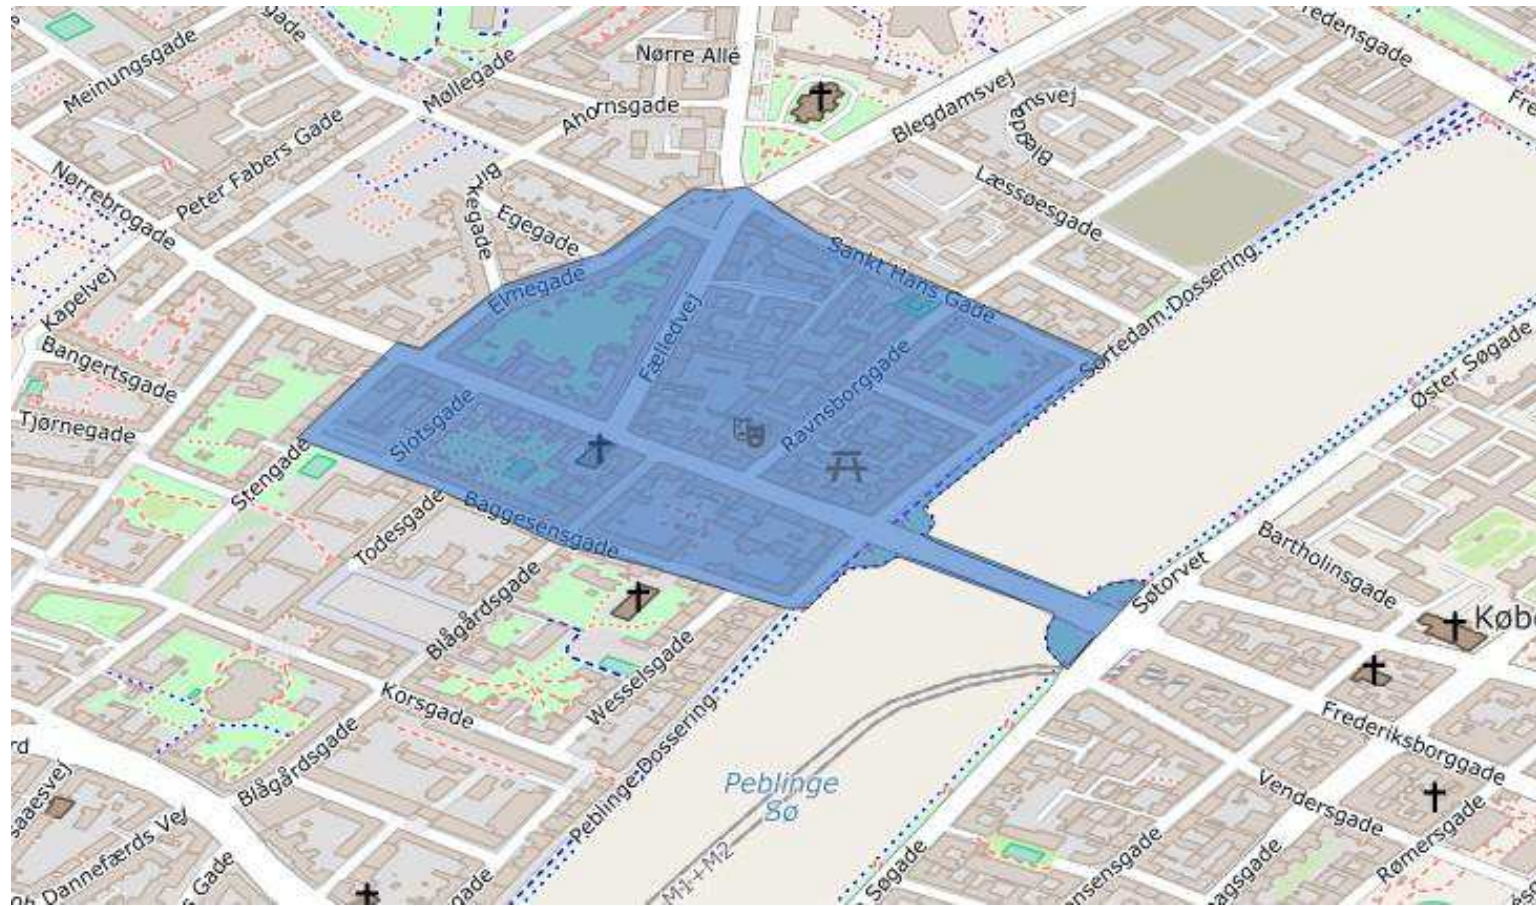 Meinungsgade
Møllegade
Nørre Allé
Ahornsgade
Peter Fabers Gade
Nørrebrogade
Birkegade
Egegade
Kapelvej
Bangertsgade
Tjørnegade
Elmegade
Fælledvej
Sankt Hans Gade
Blegdamsvej
Læssøesgade
Sortedam Dossering
Øster Søgade
Slotsgade
Ravnsborggade
Stengade
Baggesensgade
Todesgade
Blågårdsgade
Wesselsgade
Korsgade
Blågårdsgade
Peblinge Dossering
Peblinge
Sø
M1+M2
Søtorvet
Bartholinsgade
Frederiksborggade
Vendersgade
Rømersgade
Dannefærds Vej
Gade
Søgade